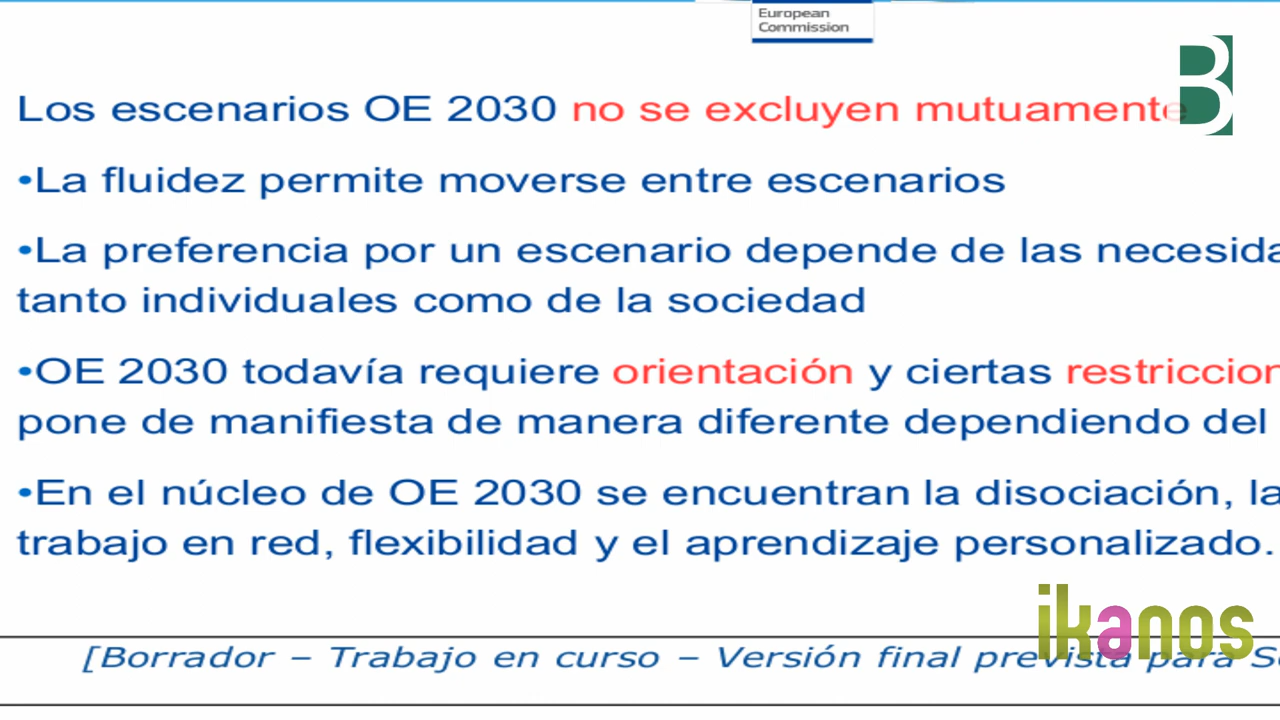 European
Commission
B
Los escenarios OE 2030 no se excluyen mutuamente
•La fluidez permite moverse entre escenarios
•La preferencia por un escenario depende de las necesida
tanto individuales como de la sociedad
•OE 2030 todavía requiere orientación y ciertas restriccion
pone de manifiesta de manera diferente dependiendo del
•En el núcleo de OE 2030 se encuentran la disociación, la
trabajo en red, flexibilidad y el aprendizaje personalizado.
ikanos
[Borrador – Trabajo en curso – Versión final prevista para Se